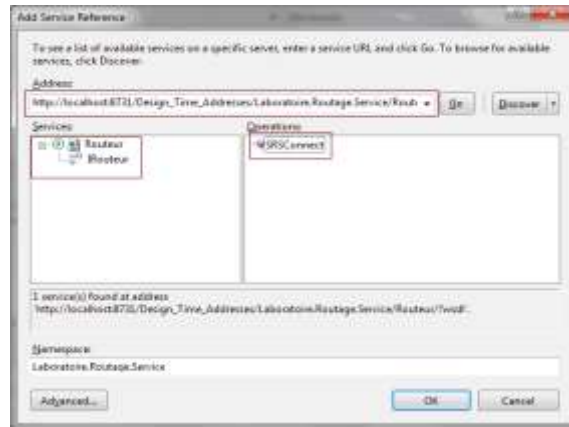 Add Service Reference
To see a list of available services on a specific server, enter a service URL and click Go. To browse for available
services, click Discover.
Address:
http://localhost:8731/Design_Time_Addresses/Laboratoire.Routage.Service/Rout
Go
Discover
Services:
Operations:
Routeur
IRouteur
SRSConnect
1 service(s) found at address
'http://localhost:8731/Design_Time_Addresses/Laboratoire.Routage.Service/Routeur/?wsdl'.
Namespace:
Laboratoire.Routage.Service
Advanced...
OK
Cancel